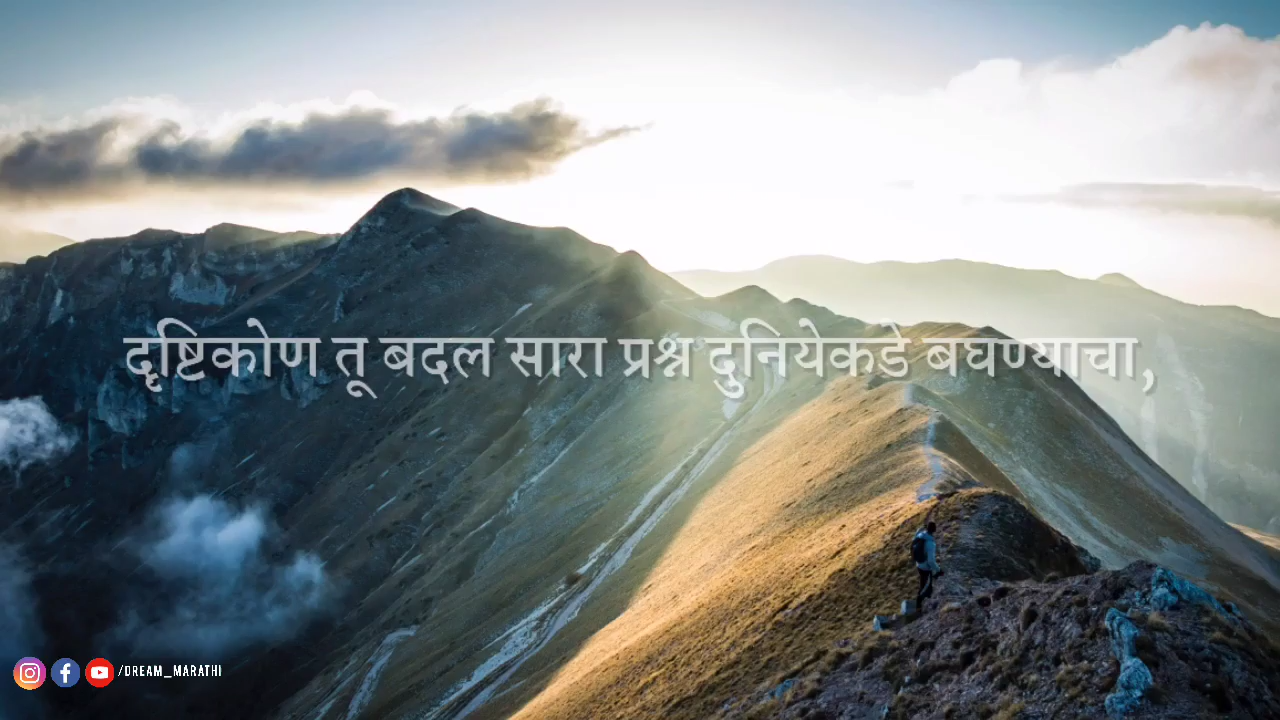 दृष्टिकोण तू बदल सारा प्रश्न दुनियेकडे बघण्याचा,
/DREAM_MARATHI